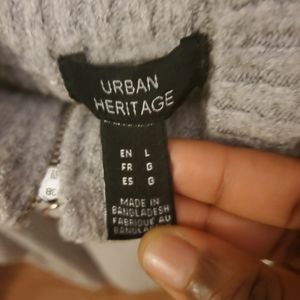 URBAN
HERITAGE
EN L
FR G
ES G
MADE IN
BANGLADESH
FABRIQUÉ AU